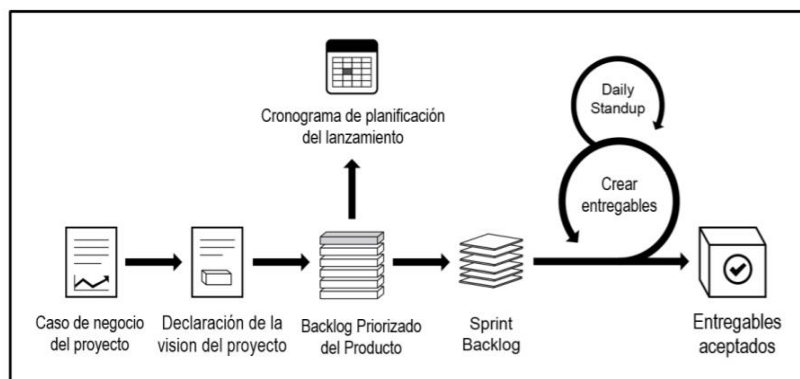 Daily
Standup
Cronograma de planificación
del lanzamiento
Crear
entregables
Caso de negocio
del proyecto
Declaración de la
vision del proyecto
Backlog Priorizado
del Producto
Sprint
Backlog
Entregables
aceptados